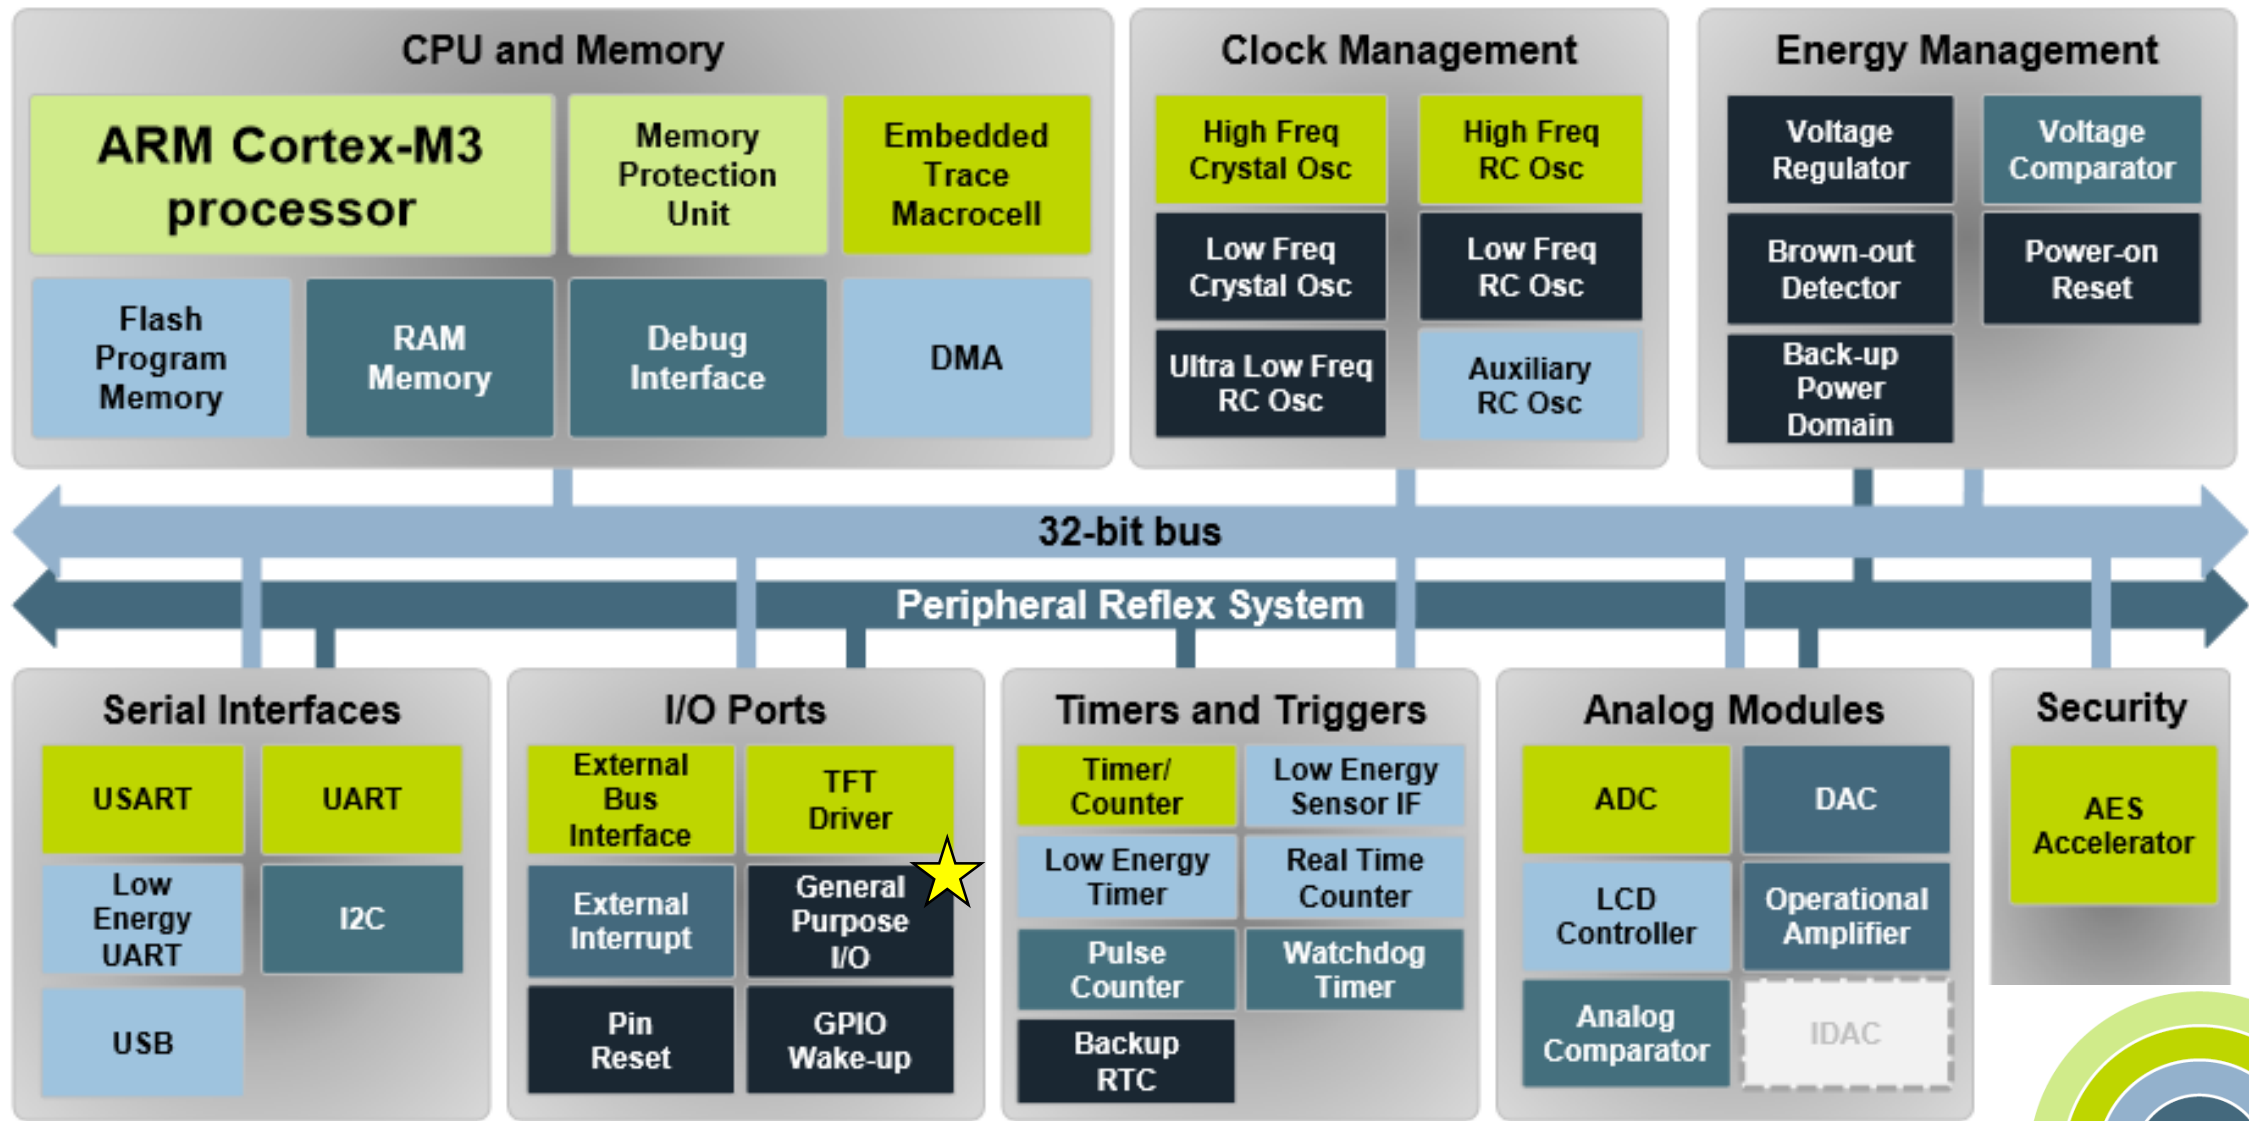 CPU and Memory
ARM Cortex-M3
processor
Memory
Protection
Unit
Embedded
Trace
Macrocell
Flash
Program
Memory
RAM
Memory
Debug
Interface
DMA
Clock Management
High Freq
Crystal Osc
High Freq
RC Osc
Low Freq
Crystal Osc
Low Freq
RC Osc
Ultra Low Freq
RC Osc
Auxiliary
RC Osc
Energy Management
Voltage
Regulator
Voltage
Comparator
Brown-out
Detector
Power-on
Reset
Back-up
Power
Domain
32-bit bus
Peripheral Reflex System
Serial Interfaces
USART
UART
Low
Energy
UART
I2C
USB
I/O Ports
External
Bus
Interface
TFT
Driver
External
Interrupt
General
Purpose
I/O
Pin
Reset
GPIO
Wake-up
Timers and Triggers
Timer/
Counter
Low Energy
Sensor IF
Low Energy
Timer
Real Time
Counter
Pulse
Counter
Watchdog
Timer
Backup
RTC
Analog Modules
ADC
DAC
LCD
Controller
Operational
Amplifier
Analog
Comparator
IDAC
Security
AES
Accelerator